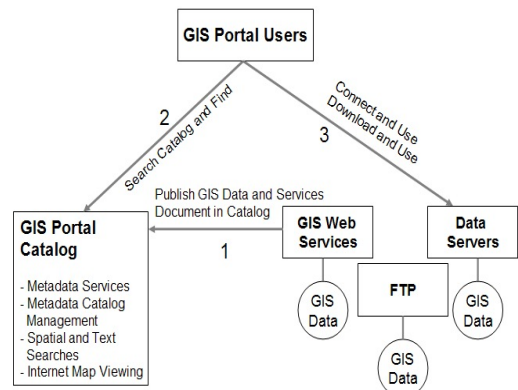 GIS Portal Users
2
Search Catalog and Find
3
Connect and Use
Download and Use
Publish GIS Data and Services
Document in Catalog
1
GIS Portal
Catalog
- Metadata Services
- Metadata Catalog
Management
- Spatial and Text
Searches
- Internet Map Viewing
GIS Web
Services
Data
Servers
FTP
GIS
Data
GIS
Data
GIS
Data